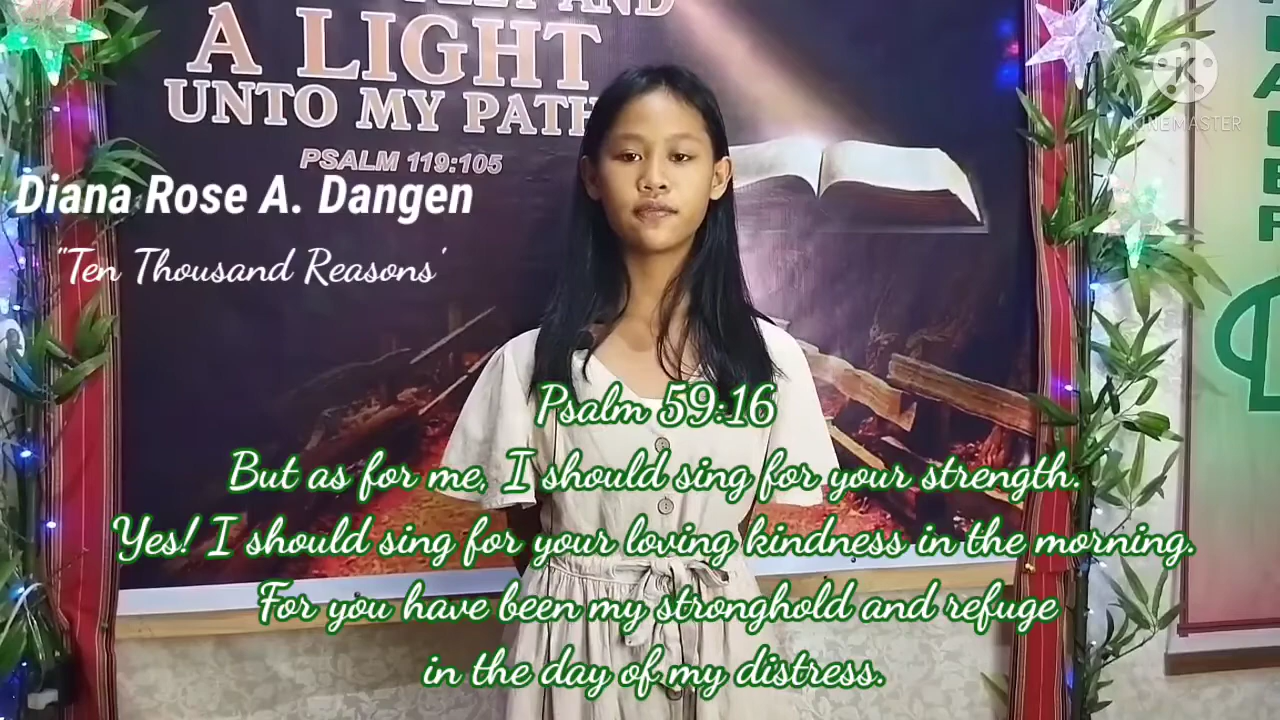 A LIGHT
UNTO MY PATH
PSALM 119:105
Diana Rose A. Dangen
"Ten Thousand Reasons'
KINEMASTER
Psalm 59:16
But as for me, I should sing for your strength.
Yes! I should sing for your loving kindness in the morning.
For you have been my stronghold and refuge
in the day of my distress.